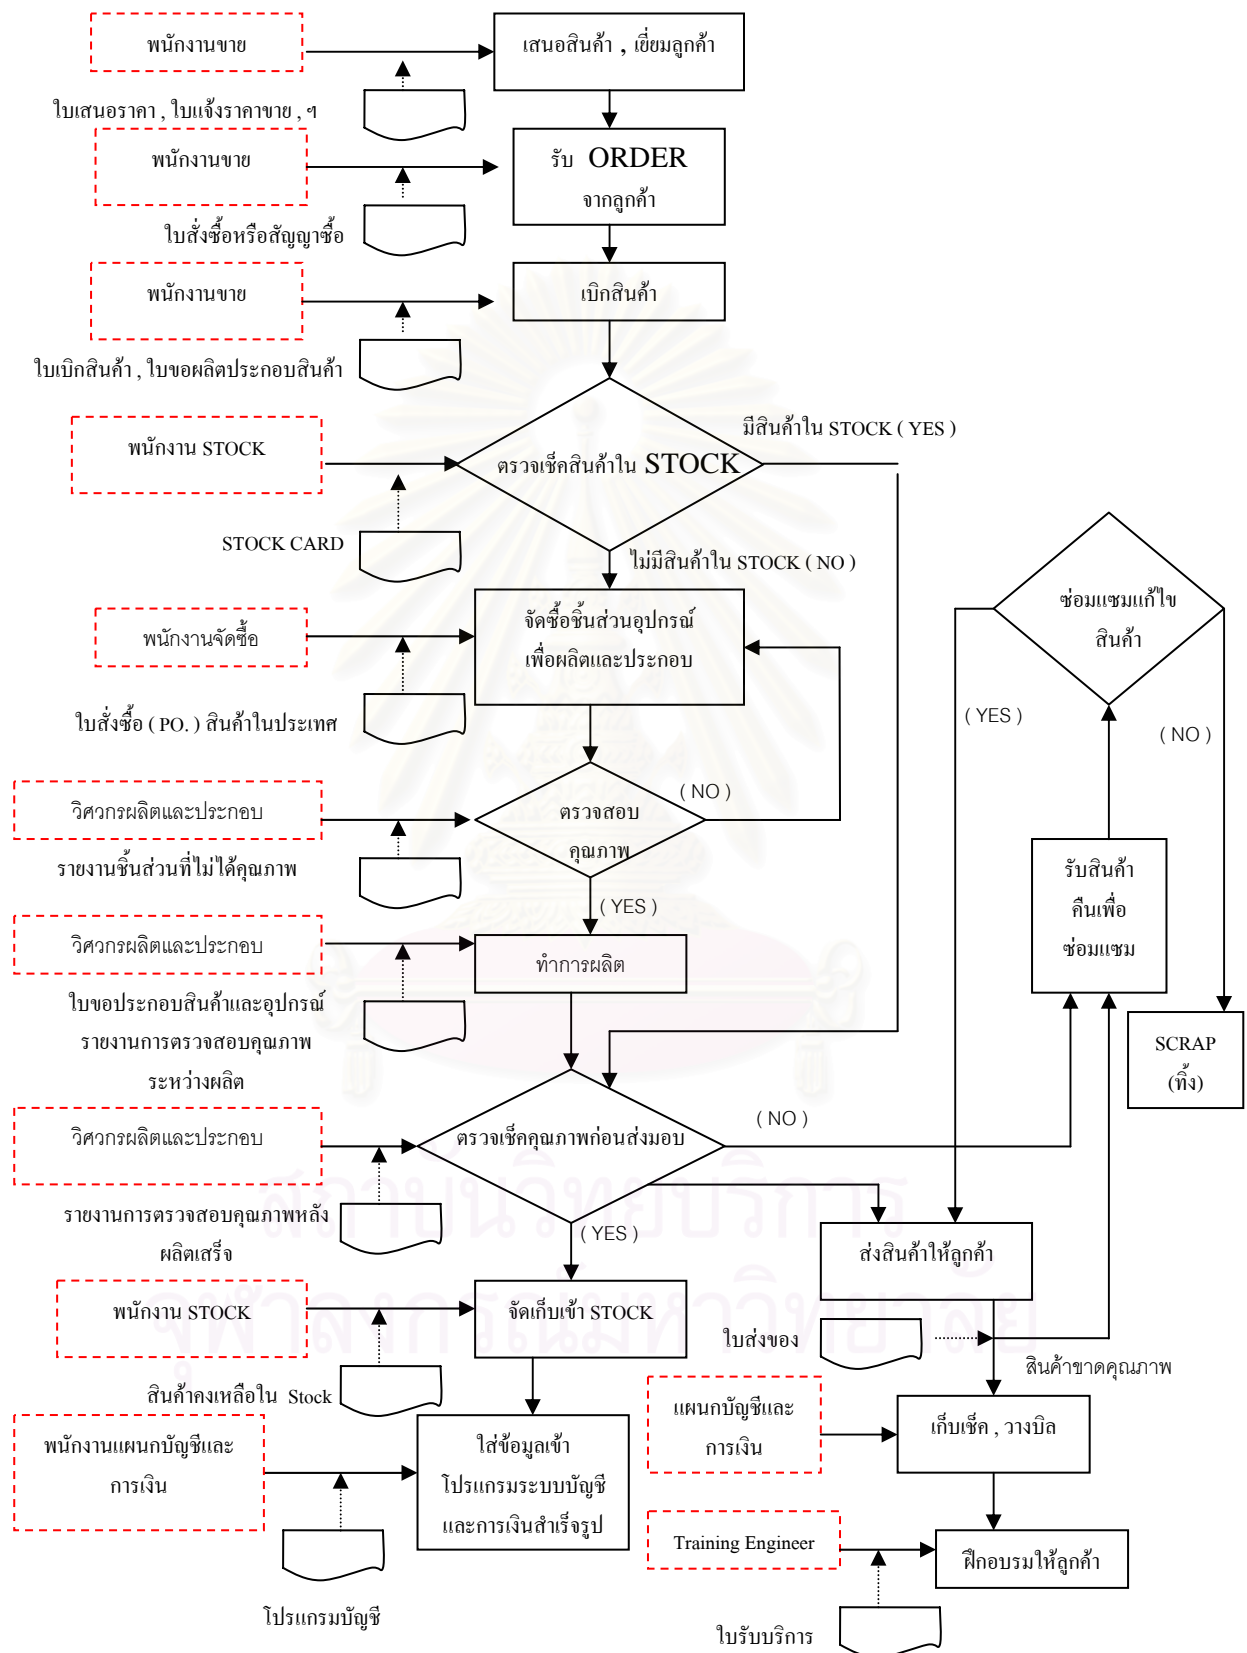 พนักงานขาย
เสนอสินค้า , เยี่ยมลูกค้า
ใบเสนอราคา , ใบแจ้งราคาขาย , ฯ
พนักงานขาย
รับ ORDER
จากลูกค้า
ใบสั่งซื้อหรือสัญญาซื้อ
พนักงานขาย
เบิกสินค้า
ใบเบิกสินค้า , ใบขอผลิตประกอบสินค้า
มีสินค้าใน STOCK ( YES )
พนักงาน STOCK
ตรวจเช็คสินค้าใน STOCK
STOCK CARD
ไม่มีสินค้าใน STOCK ( NO )
ซ่อมแซมแก้ไข
สินค้า
พนักงานจัดซื้อ
จัดซื้อชิ้นส่วนอุปกรณ์
เพื่อผลิตและประกอบ
ใบสั่งซื้อ ( PO. ) สินค้าในประเทศ
( YES )
( NO )
วิศวกรผลิตและประกอบ
( NO )
ตรวจสอบ
คุณภาพ
รายงานชิ้นส่วนที่ไม่ได้คุณภาพ
รับสินค้า
คืนเพื่อ
ซ่อมแซม
( YES )
วิศวกรผลิตและประกอบ
ทำการผลิต
ใบขอประกอบสินค้าและอุปกรณ์
รายงานการตรวจสอบคุณภาพ
ระหว่างผลิต
SCRAP
(ทิ้ง)
วิศวกรผลิตและประกอบ
ตรวจเช็คคุณภาพก่อนส่งมอบ
( NO )
สถาบันวิทยบริการ
รายงานการตรวจสอบคุณภาพหลัง
ผลิตเสร็จ
( YES )
ส่งสินค้าให้ลูกค้า
จุฬาลงกรณ์มหาวิทยาลัย
พนักงาน STOCK
จัดเก็บเข้า STOCK
ใบส่งของ
สินค้าขาดคุณภาพ
สินค้าคงเหลือใน Stock
แผนกบัญชีและ
การเงิน
เก็บเช็ค , วางบิล
พนักงานแผนกบัญชีและ
การเงิน
ใส่ข้อมูลเข้า
โปรแกรมระบบบัญชี
และการเงินสำเร็จรูป
Training Engineer
ฝึกอบรมให้ลูกค้า
โปรแกรมบัญชี
ใบรับบริการ